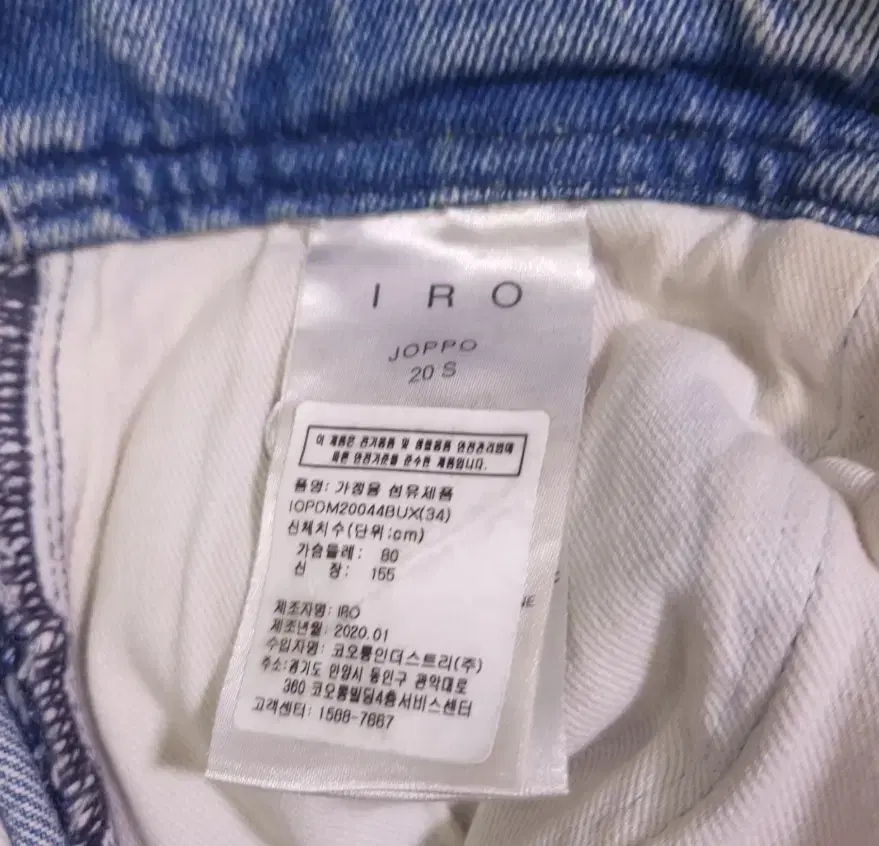 IRO
JOPPO
20 S
이 제품은 전기용품 및 생활용품 안전관리법에
따른 안전기준을 준수한 제품입니다.
품명: 가정용 섬유제품
IOPDM20044BUX(34)
신체치수(단위:cm)
가슴둘레: 80
신 장: 155
제조자명: IRO
제조년월: 2020.01
수입자명: 코오롱인더스트리(주)
주소:경기도 안양시 동안구 관악대로
360 코오롱빌딩4층서비스센터
고객센터: 1588-7667